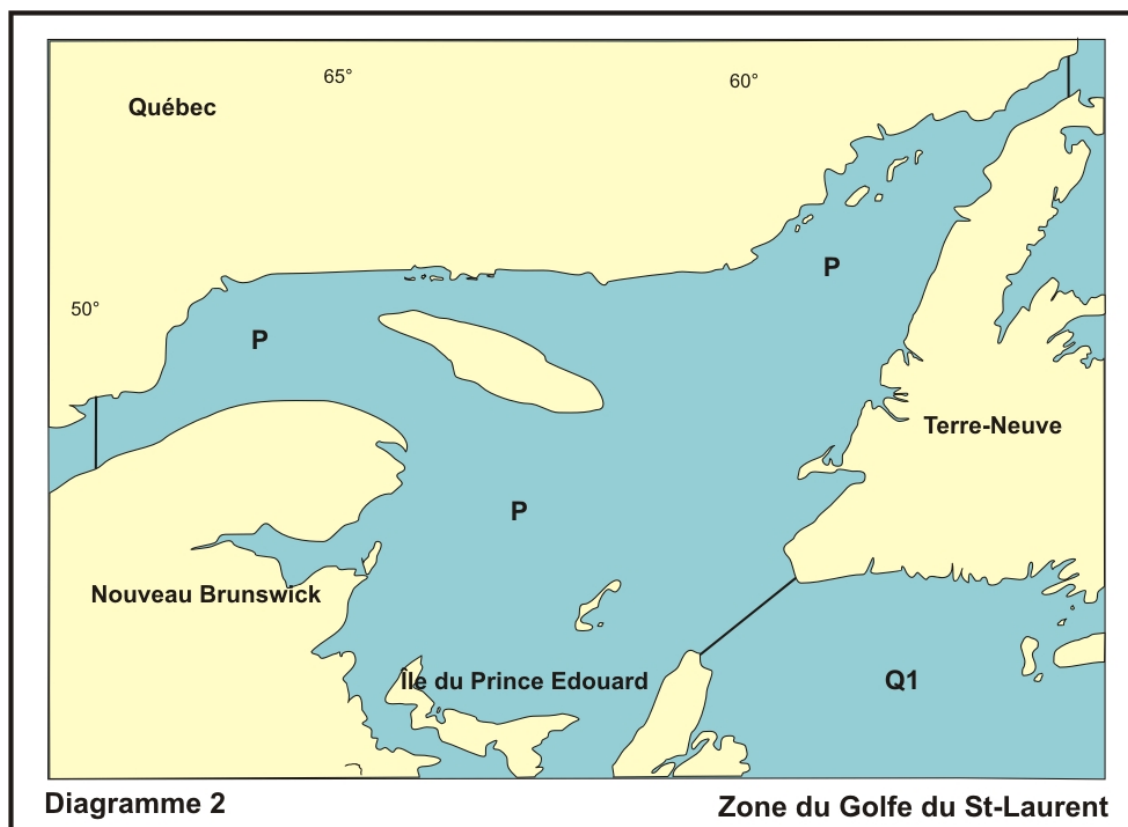 65°
60°
Québec
P
50°
P
Terre-Neuve
P
Nouveau Brunswick
Île du Prince Edouard
Q1
Diagramme 2
Zone du Golfe du St-Laurent